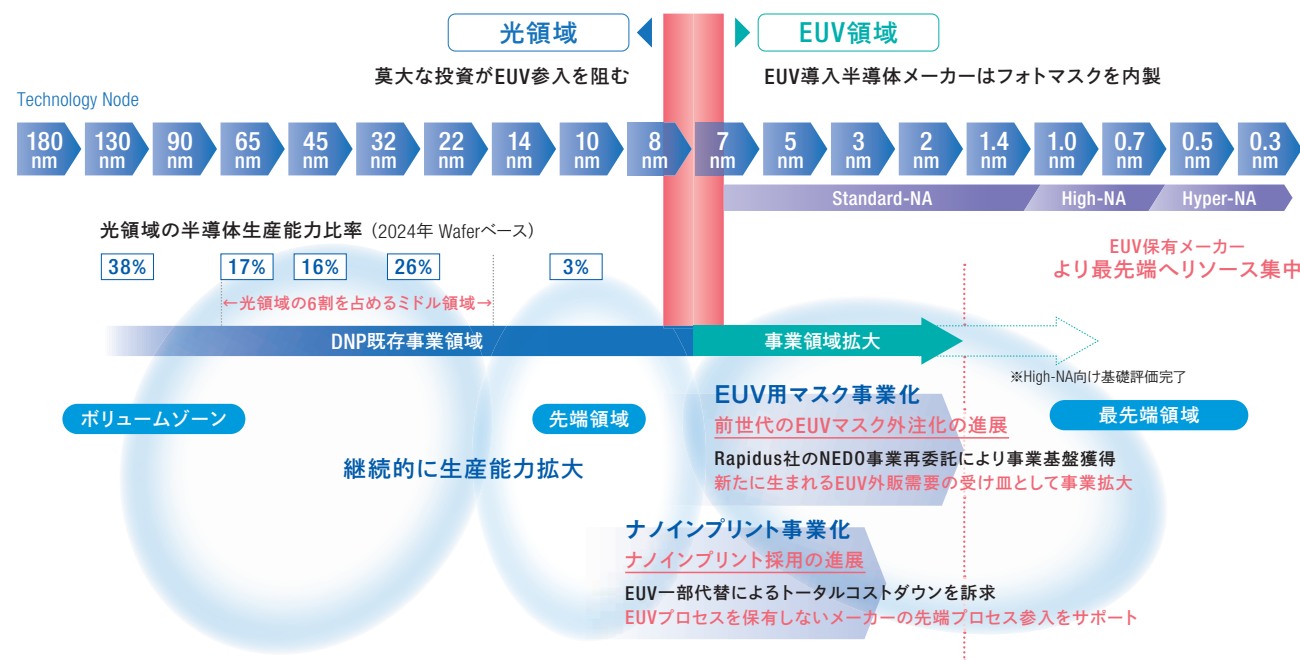 光領域
EUV領域
莫大な投資がEUV参入を阻む
EUV導入半導体メーカーはフォトマスクを内製
Technology Node
180 nm
130 nm
90 nm
65 nm
45 nm
32 nm
22 nm
14 nm
10 nm
8 nm
7 nm
5 nm
3 nm
2 nm
1.4 nm
1.0 nm
0.7 nm
0.5 nm
0.3 nm
Standard-NA
High-NA
Hyper-NA
光領域の半導体生産能力比率（2024年 Waferベース）
38%
17%
16%
26%
3%
←光領域の6割を占めるミドル領域→
EUV保有メーカー
より最先端へリソース集中
DNP既存事業領域
事業領域拡大
※High-NA向け基礎評価完了
ボリュームゾーン
先端領域
最先端領域
継続的に生産能力拡大
EUV用マスク事業化
前世代のEUVマスク外注化の進展
Rapidus社のNEDO事業再委託により事業基盤獲得
新たに生まれるEUV外販需要の受け皿として事業拡大
ナノインプリント事業化
ナノインプリント採用の進展
EUV一部代替によるトータルコストダウンを訴求
EUVプロセスを保有しないメーカーの先端プロセス参入をサポート